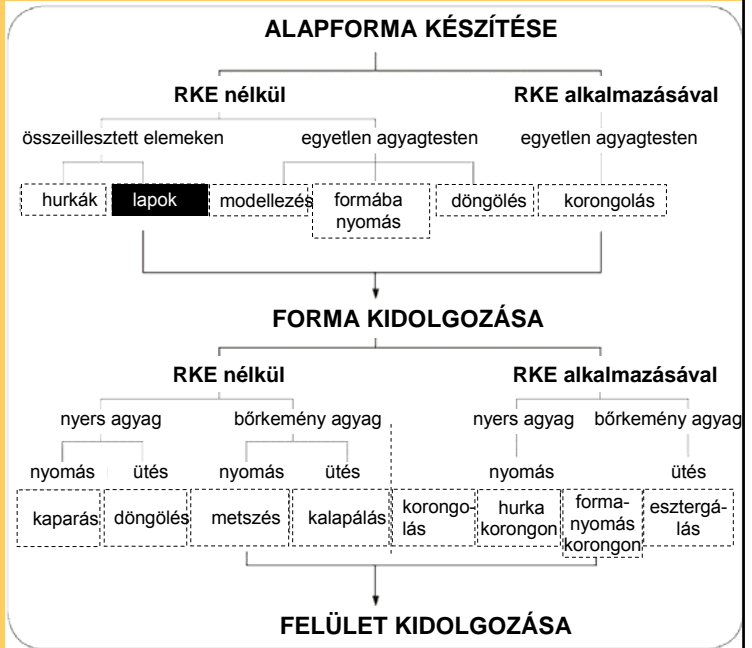 ALAPFORMA KÉSZÍTÉSE
RKE nélkül
RKE alkalmazásával
összeillesztett elemeken
egyetlen agyagtesten
egyetlen agyagtesten
hurkák
lapok
modellezés
formába
nyomás
döngölés
korongolás
FORMA KIDOLGOZÁSA
RKE nélkül
RKE alkalmazásával
nyers agyag
bőrkemény agyag
nyers agyag
bőrkemény agyag
nyomás
ütés
nyomás
ütés
nyomás
ütés
kaparás
döngölés
metszés
kalapálás
korongo-
lás
hurka
korongon
forma-
nyomás
korongon
esztergá-
lás
FELÜLET KIDOLGOZÁSA